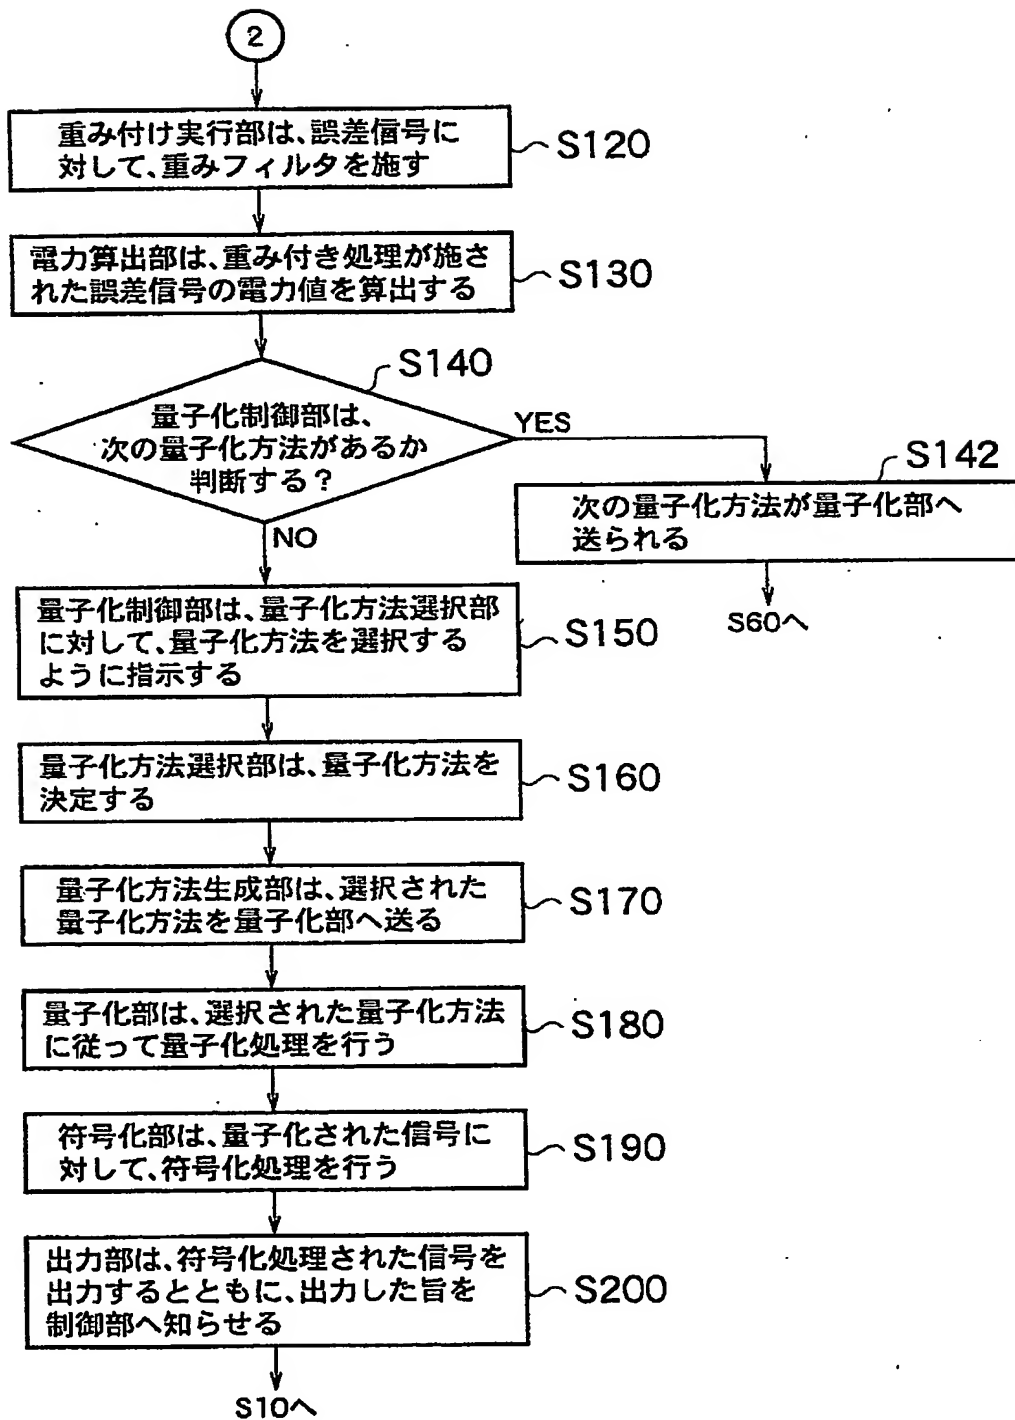 2
重み付け実行部は、誤差信号に
対して、重みフィルタを施す
S120
電力算出部は、重み付き処理が施さ
れた誤差信号の電力値を算出する
S130
S140
量子化制御部は、
次の量子化方法があるか
判断する？
YES
NO
S142
次の量子化方法が量子化部へ
送られる
S60へ
量子化制御部は、量子化方法選択部
に対して、量子化方法を選択する
ように指示する
S150
量子化方法選択部は、量子化方法を
決定する
S160
量子化方法生成部は、選択された
量子化方法を量子化部へ送る
S170
量子化部は、選択された量子化方法
に従って量子化処理を行う
S180
符号化部は、量子化された信号に
対して、符号化処理を行う
S190
出力部は、符号化処理された信号を
出力するとともに、出力した旨を
制御部へ知らせる
S200
S10へ